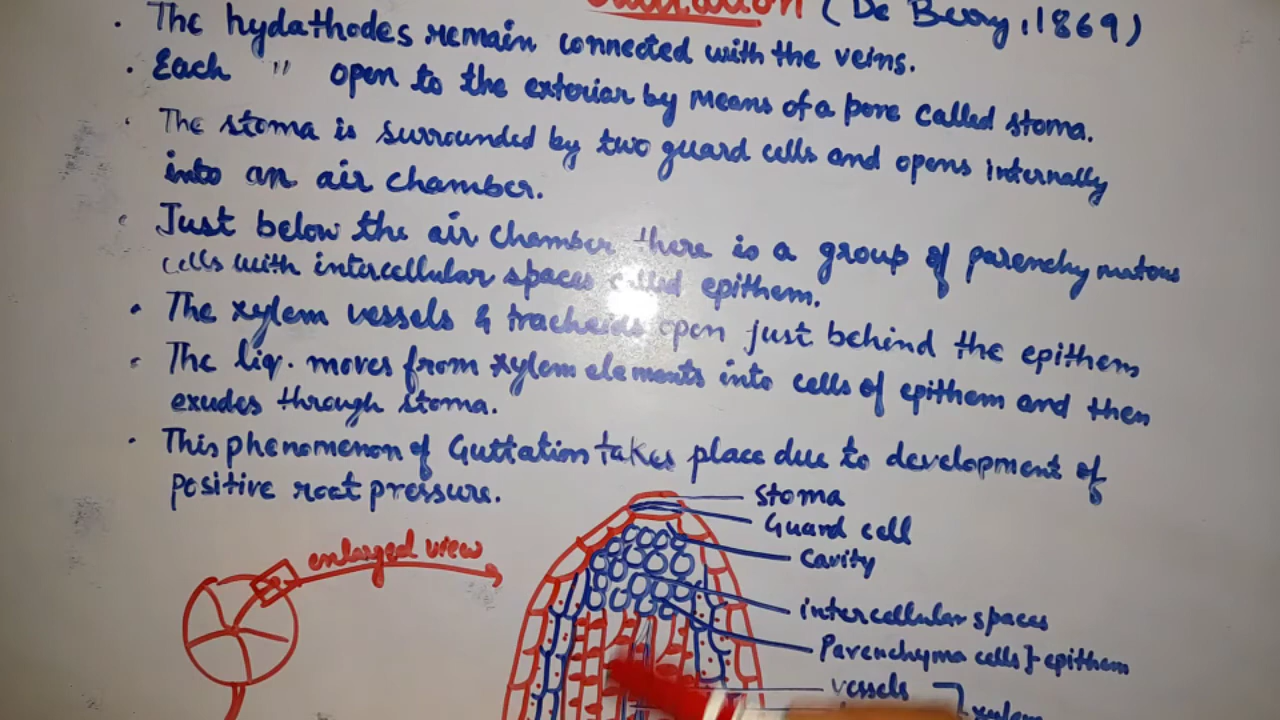 Guttation (De Bery, 1869)
. The hydathodes remain connected with the veins.
. Each " open to the exterior by means of a pore called stoma.
. The stoma is surrounded by two guard cells and opens internally
into an air chamber.
. Just below the air chamber there is a group of parenchymatous
cells with intercellular spaces called epithem.
. The xylem vessels & tracheids open just behind the epithem
. The liq. moves from xylem elements into cells of epithem and then
exudes through stoma.
. This phenomenon of Guttation takes place due to development of
positive root pressure.
stoma
Guard cell
Cavity
enlarged view
intercellular spaces
Parenchyma cells} epithem
vessels
xylem